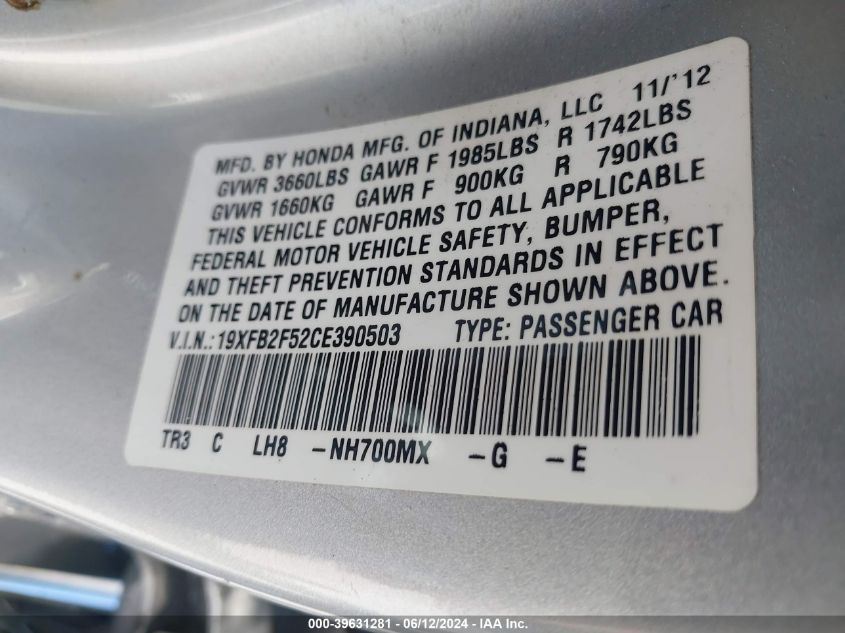 MFD. BY HONDA MFG. OF INDIANA, LLC 11/'12
GVWR 3660LBS GAWR F 1985LBS R 1742LBS
GVWR 1660KG GAWR F 900KG R 790KG
THIS VEHICLE CONFORMS TO ALL APPLICABLE
FEDERAL MOTOR VEHICLE SAFETY, BUMPER,
AND THEFT PREVENTION STANDARDS IN EFFECT
ON THE DATE OF MANUFACTURE SHOWN ABOVE.
V.I.N.: 19XFB2F52CE390503 TYPE: PASSENGER CAR
TR3 C LH8 -NH700MX -G -E
000-39631281 - 06/12/2024 - IAA Inc.